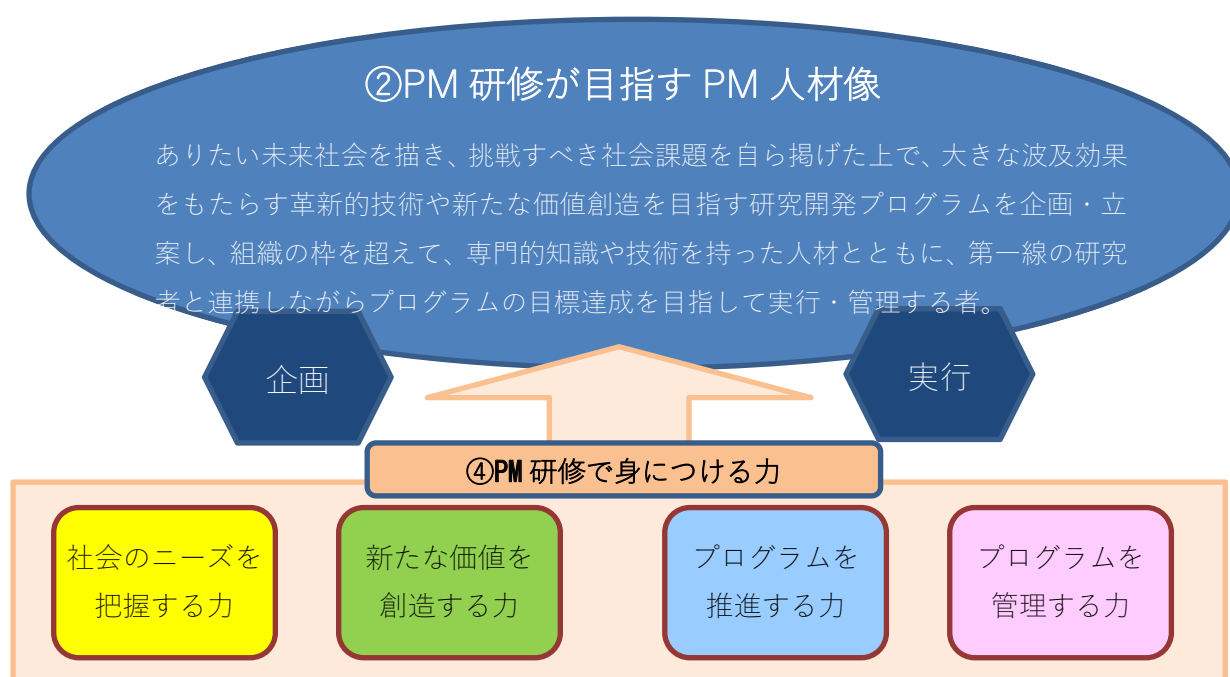 ②PM 研修が目指す PM 人材像
ありたい未来社会を描き、挑戦すべき社会課題を自ら掲げた上で、大きな波及効果
をもたらす革新的技術や新たな価値創造を目指す研究開発プログラムを企画・立
案し、組織の枠を超えて、専門的知識や技術を持った人材とともに、第一線の研究
者と連携しながらプログラムの目標達成を目指して実行・管理する者。
企画
実行
④PM 研修で身につける力
社会のニーズを
把握する力
新たな価値を
創造する力
プログラムを
推進する力
プログラムを
管理する力